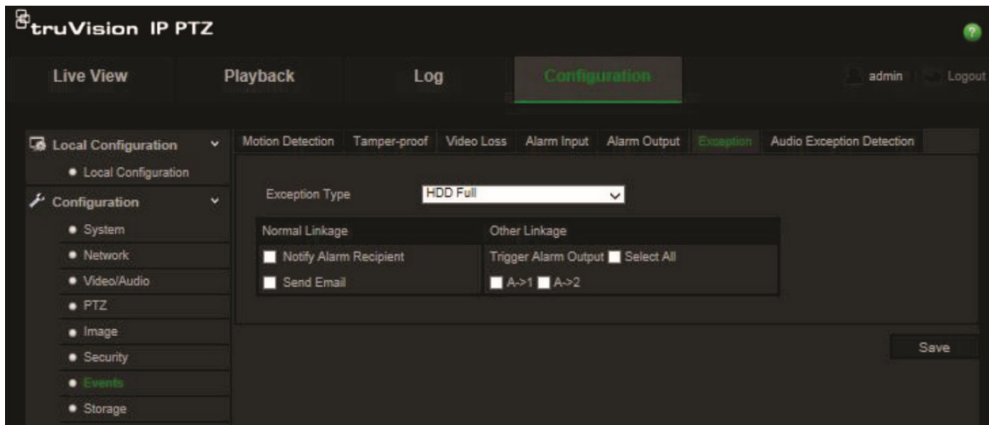 truVision IP PTZ
?
Live View Playback Log Configuration admin Logout
Local Configuration
Local Configuration
Configuration
System
Network
Video/Audio
PTZ
Image
Security
Events
Storage
Motion Detection Tamper-proof Video Loss Alarm Input Alarm Output Exception Audio Exception Detection
Exception Type HDD Full
Normal Linkage Other Linkage
Notify Alarm Recipient Trigger Alarm Output Select All
Send Email A->1 A->2
Save